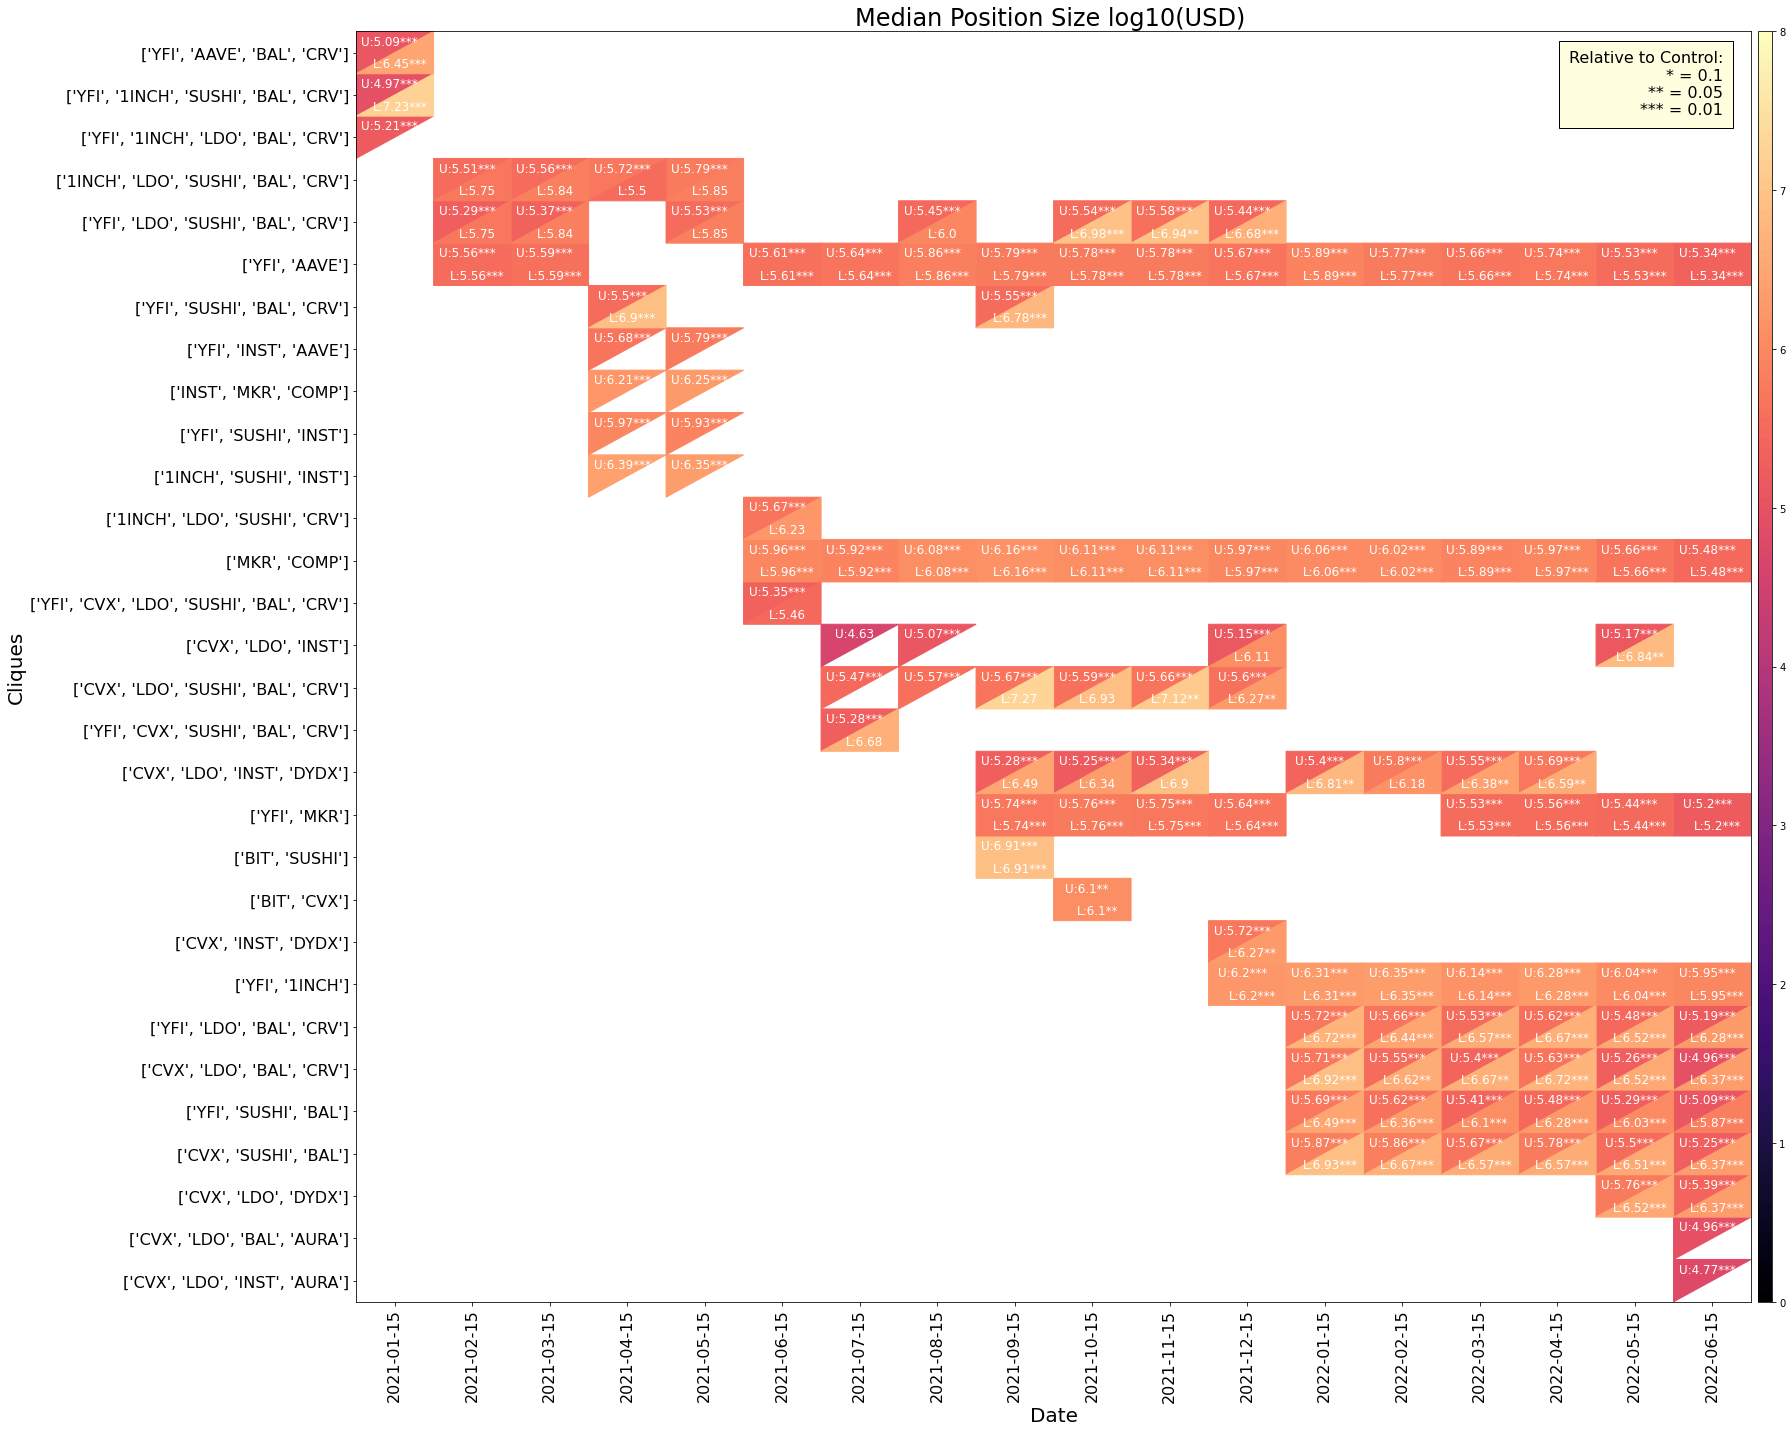 Median Position Size log10(USD)
Relative to Control:
* = 0.1
** = 0.05
*** = 0.01
['YFI', 'AAVE', 'BAL', 'CRV'] U:5.09*** L:6.45***
['YFI', '1INCH', 'SUSHI', 'BAL', 'CRV'] U:4.97*** L:7.23***
['YFI', '1INCH', 'LDO', 'BAL', 'CRV'] U:5.21***
['1INCH', 'LDO', 'SUSHI', 'BAL', 'CRV'] U:5.51*** U:5.56*** U:5.72*** U:5.79***
L:5.75 L:5.84 L:5.5 L:5.85
['YFI', 'LDO', 'SUSHI', 'BAL', 'CRV'] U:5.29*** U:5.37*** U:5.53*** U:5.45*** U:5.54*** U:5.58*** U:5.44***
L:5.75 L:5.84 L:5.85 L:6.0 L:6.98*** L:6.94** L:6.68***
['YFI', 'AAVE'] U:5.56*** U:5.59*** U:5.61*** U:5.64*** U:5.86*** U:5.79*** U:5.78*** U:5.78*** U:5.67*** U:5.89*** U:5.77*** U:5.66*** U:5.74*** U:5.53*** U:5.34***
L:5.56*** L:5.59*** L:5.61*** L:5.64*** L:5.86*** L:5.79*** L:5.78*** L:5.78*** L:5.67*** L:5.89*** L:5.77*** L:5.66*** L:5.74*** L:5.53*** L:5.34***
['YFI', 'SUSHI', 'BAL', 'CRV'] U:5.5*** U:5.55***
L:6.9*** L:6.78***
['YFI', 'INST', 'AAVE'] U:5.68*** U:5.79***
['INST', 'MKR', 'COMP'] U:6.21*** U:6.25***
['YFI', 'SUSHI', 'INST'] U:5.97*** U:5.93***
['1INCH', 'SUSHI', 'INST'] U:6.39*** U:6.35***
['1INCH', 'LDO', 'SUSHI', 'CRV'] U:5.67***
L:6.23
['MKR', 'COMP'] U:5.96*** U:5.92*** U:6.08*** U:6.16*** U:6.11*** U:6.11*** U:5.97*** U:6.06*** U:6.02*** U:5.89*** U:5.97*** U:5.66*** U:5.48***
L:5.96*** L:5.92*** L:6.08*** L:6.16*** L:6.11*** L:6.11*** L:5.97*** L:6.06*** L:6.02*** L:5.89*** L:5.97*** L:5.66*** L:5.48***
['YFI', 'CVX', 'LDO', 'SUSHI', 'BAL', 'CRV'] U:5.35***
L:5.46
['CVX', 'LDO', 'INST'] U:4.63 U:5.07*** U:5.15*** U:5.17***
L:6.11 L:6.84**
['CVX', 'LDO', 'SUSHI', 'BAL', 'CRV'] U:5.47*** U:5.57*** U:5.67*** U:5.59*** U:5.66*** U:5.6***
L:7.27 L:6.93 L:7.12** L:6.27**
['YFI', 'CVX', 'SUSHI', 'BAL', 'CRV'] U:5.28***
L:6.68
['CVX', 'LDO', 'INST', 'DYDX'] U:5.28*** U:5.25*** U:5.34*** U:5.4*** U:5.8*** U:5.55*** U:5.69***
L:6.49 L:6.34 L:6.9 L:6.81** L:6.18 L:6.38** L:6.59**
['YFI', 'MKR'] U:5.74*** U:5.76*** U:5.75*** U:5.64*** U:5.53*** U:5.56*** U:5.44*** U:5.2***
L:5.74*** L:5.76*** L:5.75*** L:5.64*** L:5.53*** L:5.56*** L:5.44*** L:5.2***
['BIT', 'SUSHI'] U:6.91***
L:6.91***
['BIT', 'CVX'] U:6.1**
L:6.1**
['CVX', 'INST', 'DYDX'] U:5.72***
L:6.27**
['YFI', '1INCH'] U:6.2*** U:6.31*** U:6.35*** U:6.14*** U:6.28*** U:6.04*** U:5.95***
L:6.2*** L:6.31*** L:6.35*** L:6.14*** L:6.28*** L:6.04*** L:5.95***
['YFI', 'LDO', 'BAL', 'CRV'] U:5.72*** U:5.66*** U:5.53*** U:5.62*** U:5.48*** U:5.19***
L:6.72*** L:6.44*** L:6.57*** L:6.67*** L:6.52*** L:6.28***
['CVX', 'LDO', 'BAL', 'CRV'] U:5.71*** U:5.55*** U:5.4*** U:5.63*** U:5.26*** U:4.96***
L:6.92*** L:6.62** L:6.67** L:6.72*** L:6.52*** L:6.37***
['YFI', 'SUSHI', 'BAL'] U:5.69*** U:5.62*** U:5.41*** U:5.48*** U:5.29*** U:5.09***
L:6.49*** L:6.36*** L:6.1*** L:6.28*** L:6.03*** L:5.87***
['CVX', 'SUSHI', 'BAL'] U:5.87*** U:5.86*** U:5.67*** U:5.78*** U:5.5*** U:5.25***
L:6.93*** L:6.67*** L:6.57*** L:6.57*** L:6.51*** L:6.37***
['CVX', 'LDO', 'DYDX'] U:5.76*** U:5.39***
L:6.52*** L:6.37***
['CVX', 'LDO', 'BAL', 'AURA'] U:4.96***
['CVX', 'LDO', 'INST', 'AURA'] U:4.77***
Cliques
2021-01-15 2021-02-15 2021-03-15 2021-04-15 2021-05-15 2021-06-15 2021-07-15 2021-08-15 2021-09-15 2021-10-15 2021-11-15 2021-12-15 2022-01-15 2022-02-15 2022-03-15 2022-04-15 2022-05-15 2022-06-15
Date
8
7
6
5
4
3
2
1
0